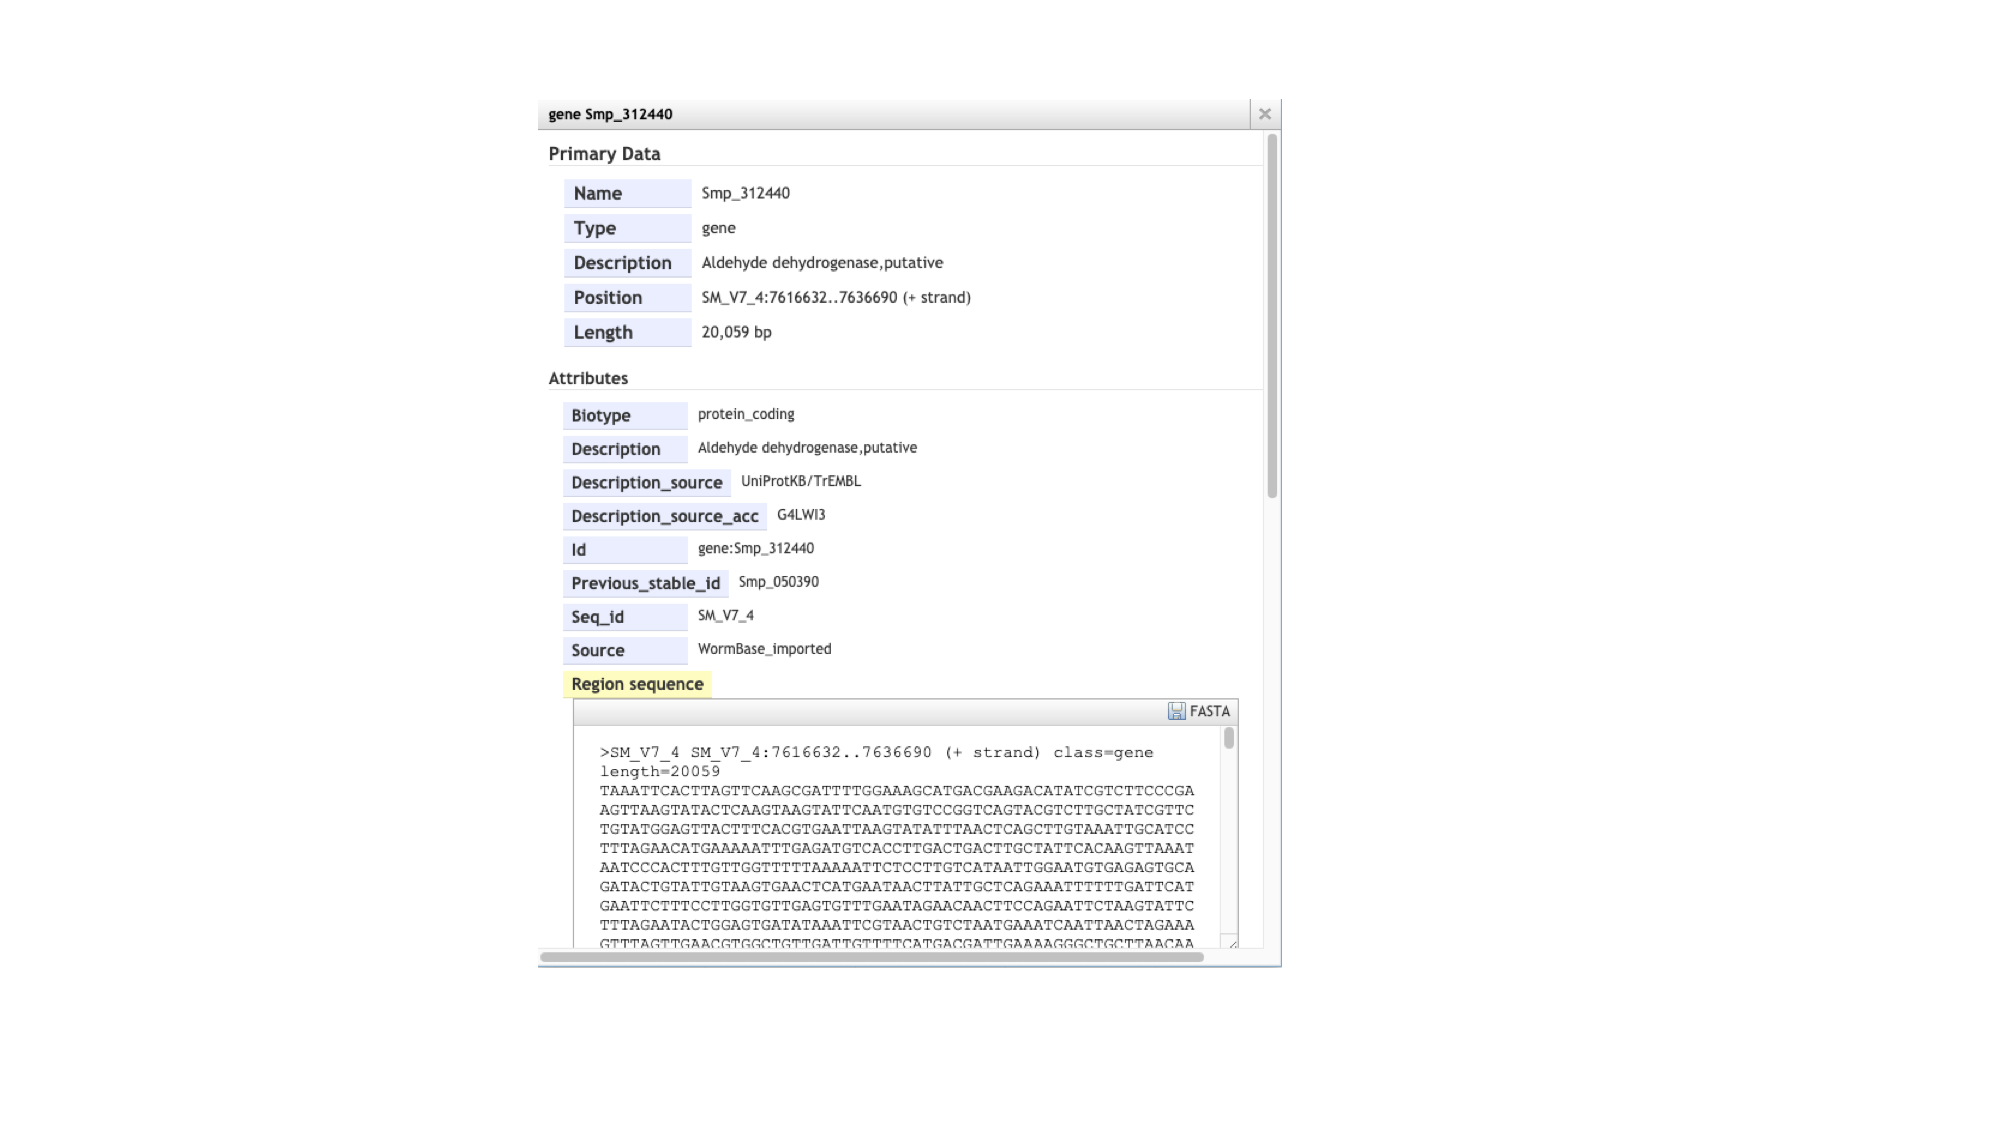 gene Smp_312440
Primary Data
Name Smp_312440
Type gene
Description Aldehyde dehydrogenase,putative
Position SM_V7_4:7616632..7636690 (+ strand)
Length 20,059 bp
Attributes
Biotype protein_coding
Description Aldehyde dehydrogenase,putative
Description_source UniProtKB/TrEMBL
Description_source_acc G4LWI3
Id gene:Smp_312440
Previous_stable_id Smp_050390
Seq_id SM_V7_4
Source WormBase_imported
Region sequence
FASTA
>SM_V7_4 SM_V7_4:7616632..7636690 (+ strand) class=gene
length=20059
TAAATTCACTTAGTTCAAGCGATTTTGGAAAGCATGACGAAGACATATCGTCTTCCCGA
AGTTAAGTATACTCAAGTAAGTATTCAATGTGTCCGGTCAGTACGTCTTGCTATCGTTC
TGTATGGAGTTACTTTCACGTGAATTAAGTATATTTAACTCAGCTTGTAAATTGCATCC
TTTAGAACATGAAAAATTTGAGATGTCACCTTGACTGACTTGCTATTCACAAGTTAAAT
AATCCCACTTTGTTGGTTTTTAAAAATTCTCCTTGTCATAATTGGAATGTGAGAGTGCA
GATACTGTATTGTAAGTGAACTCATGAATAACTTATTGCTCAGAAATTTTTTGATTCAT
GAATTCTTTCCTTGGTGTTGAGTGTTTGAATAGAACAACTTCCAGAATTCTAAGTATTC
TTTAGAATACTGGAGTGATATAAATTCGTAACTGTCTAATGAAATCAATTAACTAGAAA
GTTTAGTTGAACGTGGCTGTTGATTGTTTTCATGACGATTGAAAAGGGCTGCTTAACAA